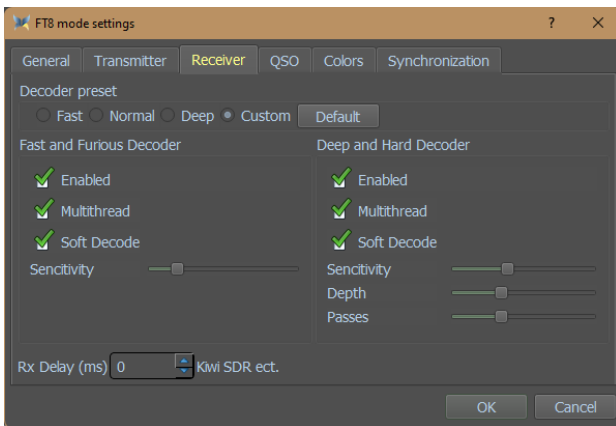 FT8 mode settings ? ×
General Transmitter Receiver QSO Colors Synchronization
Decoder preset
Fast Normal Deep Custom Default
Fast and Furious Decoder Deep and Hard Decoder
Enabled Enabled
Multithread Multithread
Soft Decode Soft Decode
Sencitivity Sencitivity
Depth
Passes
Rx Delay (ms) 0 Kiwi SDR ect.
OK Cancel